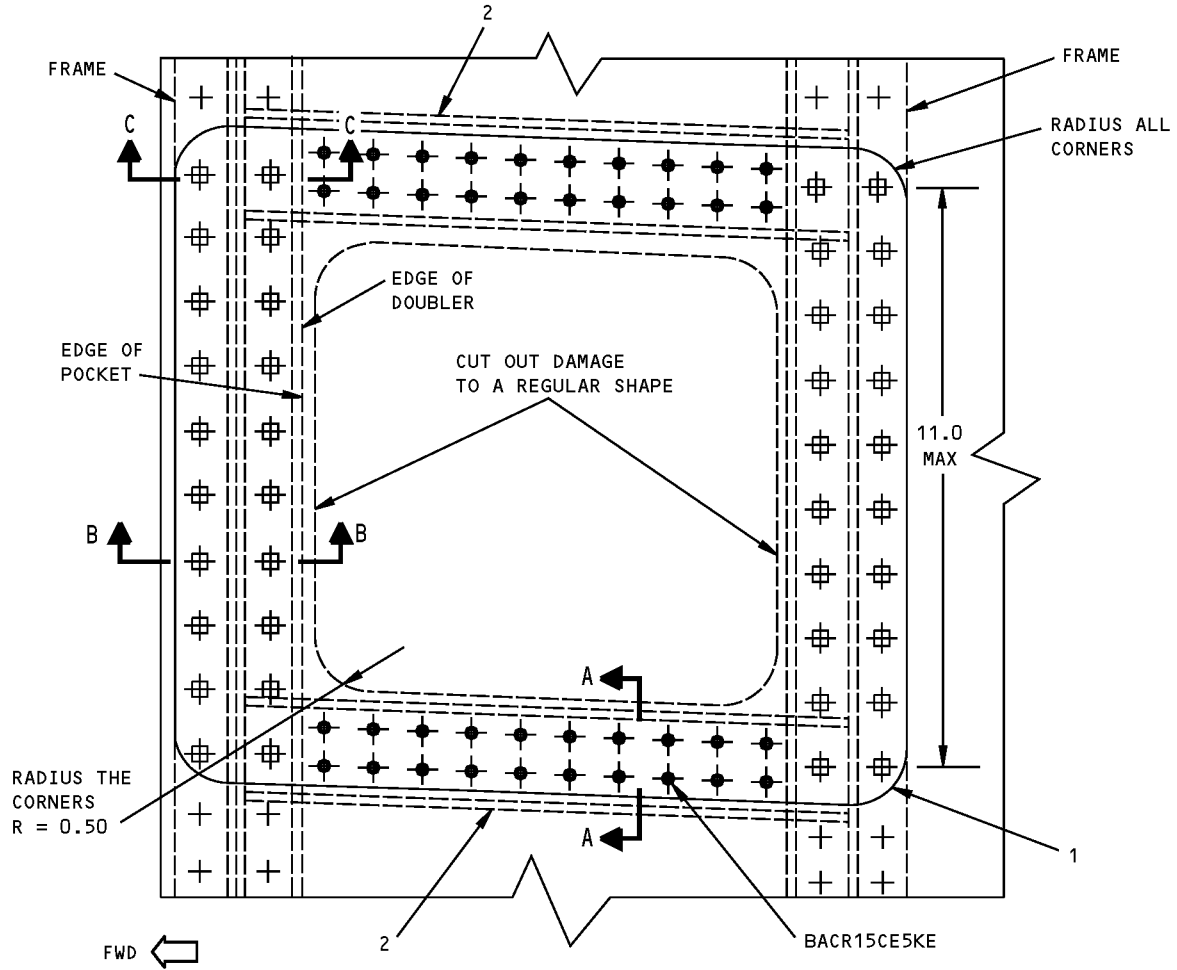 2
FRAME
FRAME
C
C
RADIUS ALL
CORNERS
EDGE OF
DOUBLER
EDGE OF
POCKET
CUT OUT DAMAGE
TO A REGULAR SHAPE
11.0
MAX
B
B
A
RADIUS THE
CORNERS
R = 0.50
A
1
2
BACR15CE5KE
FWD